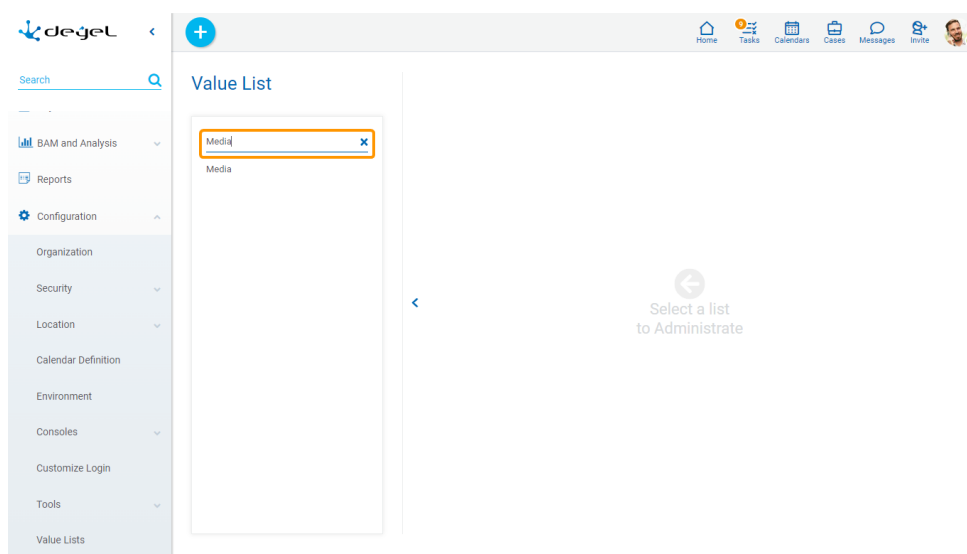 deyel
Home
9
Tasks
Calendars
Cases
Messages
Invite
Search
BAM and Analysis
Reports
Configuration
Organization
Security
Location
Calendar Definition
Environment
Consoles
Customize Login
Tools
Value Lists
Value List
Media
Media
Select a list
to Administrate